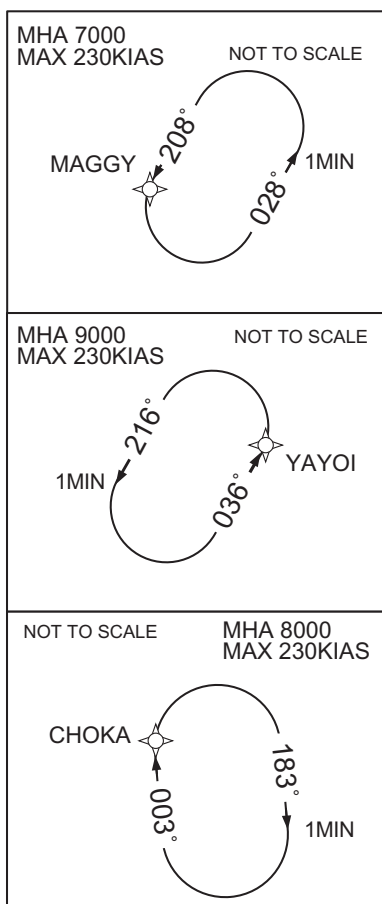 MHA 7000
MAX 230KIAS
NOT TO SCALE
208°
MAGGY
1MIN
028°
MHA 9000
MAX 230KIAS
NOT TO SCALE
216°
YAYOI
1MIN
036°
NOT TO SCALE
MHA 8000
MAX 230KIAS
CHOKA
183°
003°
1MIN